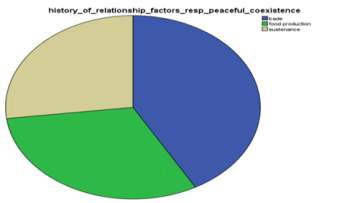 history_of_relationship_factors_resp_peaceful_coexistence
trade
food production
sustenance